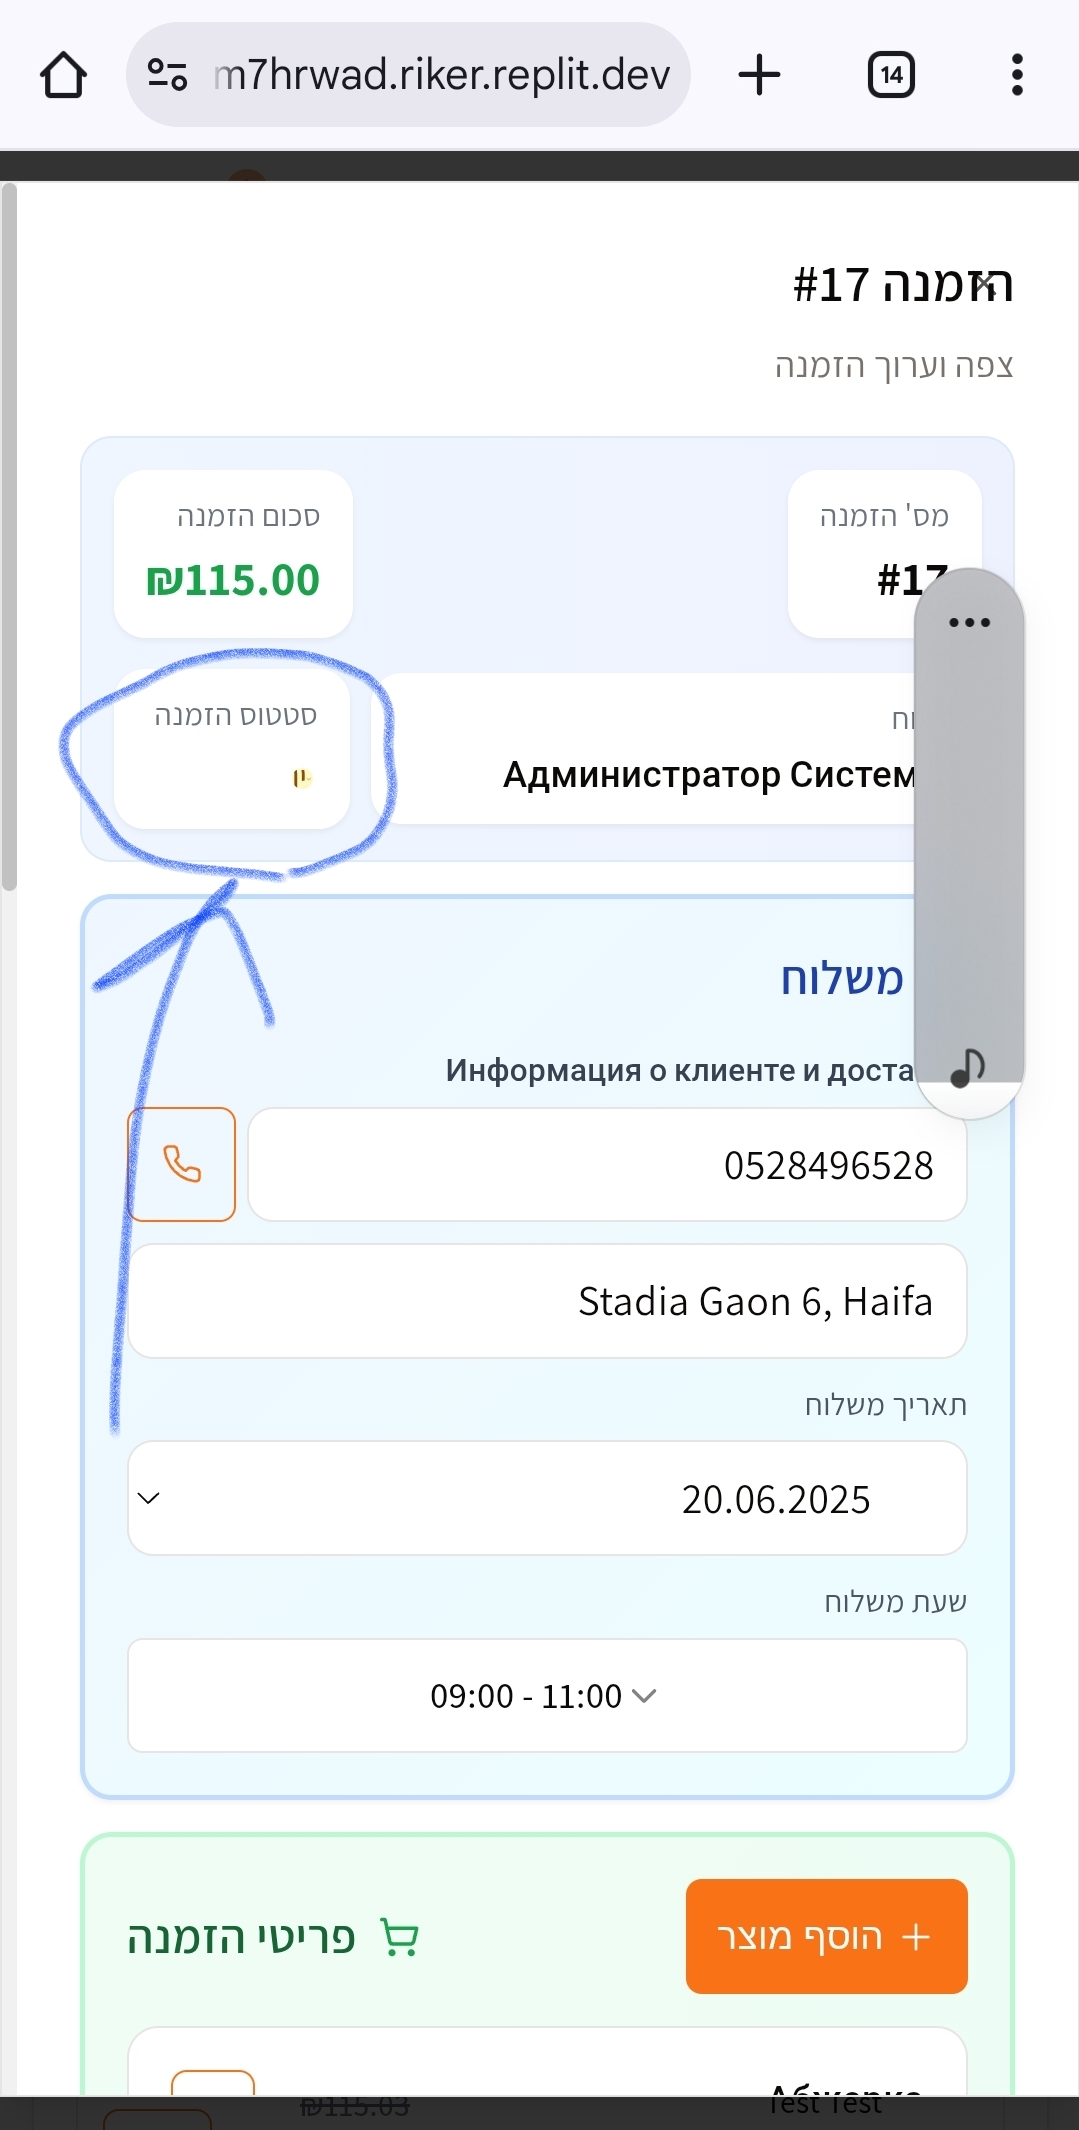 m7hrwad.riker.replit.dev
14
הזמנה #17
צפה וערוך הזמנה
מס' הזמנה
#17
סכום הזמנה
₪115.00
Администратор Систем
סטטוס הזמנה
משלוח
Информация о клиенте и доста
0528496528
Stadia Gaon 6, Haifa
תאריך משלוח
20.06.2025
שעת משלוח
09:00 - 11:00
הוסף מוצר
פריטי הזמנה
Test Test
₪115.03